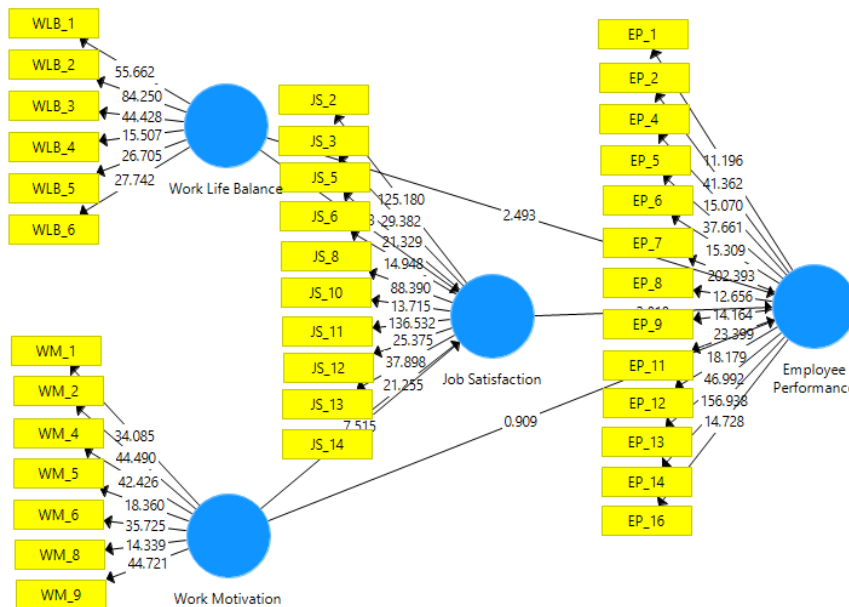 WLB_1
WLB_2
WLB_3
WLB_4
WLB_5
WLB_6
55.662
84.250
44.428
15.507
26.705
27.742
Work Life Balance
WM_1
WM_2
WM_4
WM_5
WM_6
WM_8
WM_9
34.085
44.490
42.426
18.360
35.725
14.339
44.721
Work Motivation
JS_2
JS_3
JS_5
JS_6
JS_8
JS_10
JS_11
JS_12
JS_13
JS_14
125.180
29.382
21.329
14.948
88.390
13.715
136.532
25.375
37.898
21.255
7.515
Job Satisfaction
2.493
0.909
EP_1
EP_2
EP_4
EP_5
EP_6
EP_7
EP_8
EP_9
EP_11
EP_12
EP_13
EP_14
EP_16
11.196
41.362
15.070
37.661
15.309
202.393
12.656
14.164
23.399
18.179
46.992
156.938
14.728
Employee
Performance